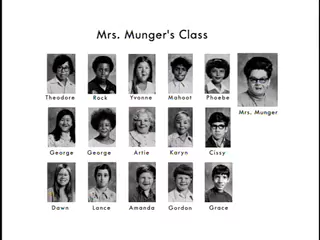 Mrs. Munger's Class
Theodore Rock Yvonne Mahoot Phoebe
Mrs. Munger
George George Artie Karyn Cissy
Dawn Lance Amanda Gordon Grace